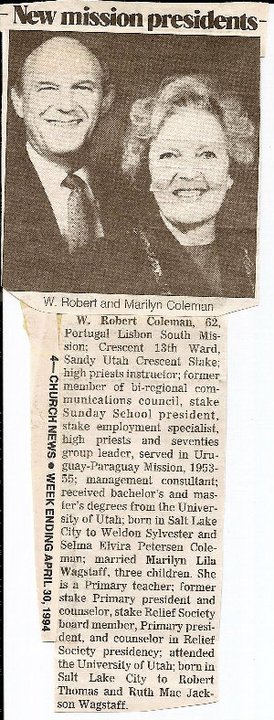 New mission presidents
W. Robert and Marilyn Coleman
W. Robert Coleman, 62,
Portugal Lisbon South Mis-
sion; Crescent 13th Ward,
Sandy Utah Crescent Stake;
high priests instructor; former
member of bi-regional com-
munications council, stake
Sunday School president,
stake employment specialist,
high priests and seventies
group leader, served in Uru-
guay-Paraguay Mission, 1953-
55; management consultant;
received bachelor's and mas-
ter's degrees from the Univer-
sity of Utah; born in Salt Lake
City to Weldon Sylvester and
Selma Elvira Petersen Cole-
man; married Marilyn Lila
Wagstaff, three children. She
is a Primary teacher; former
stake Primary president and
counselor, stake Relief Society
board member, Primary presi-
dent, and counselor in Relief
Society presidency; attended
the University of Utah; born in
Salt Lake City to Robert
Thomas and Ruth Mac Jack-
son Wagstaff.
4—CHURCH NEWS ● WEEK ENDING APRIL 30, 1994